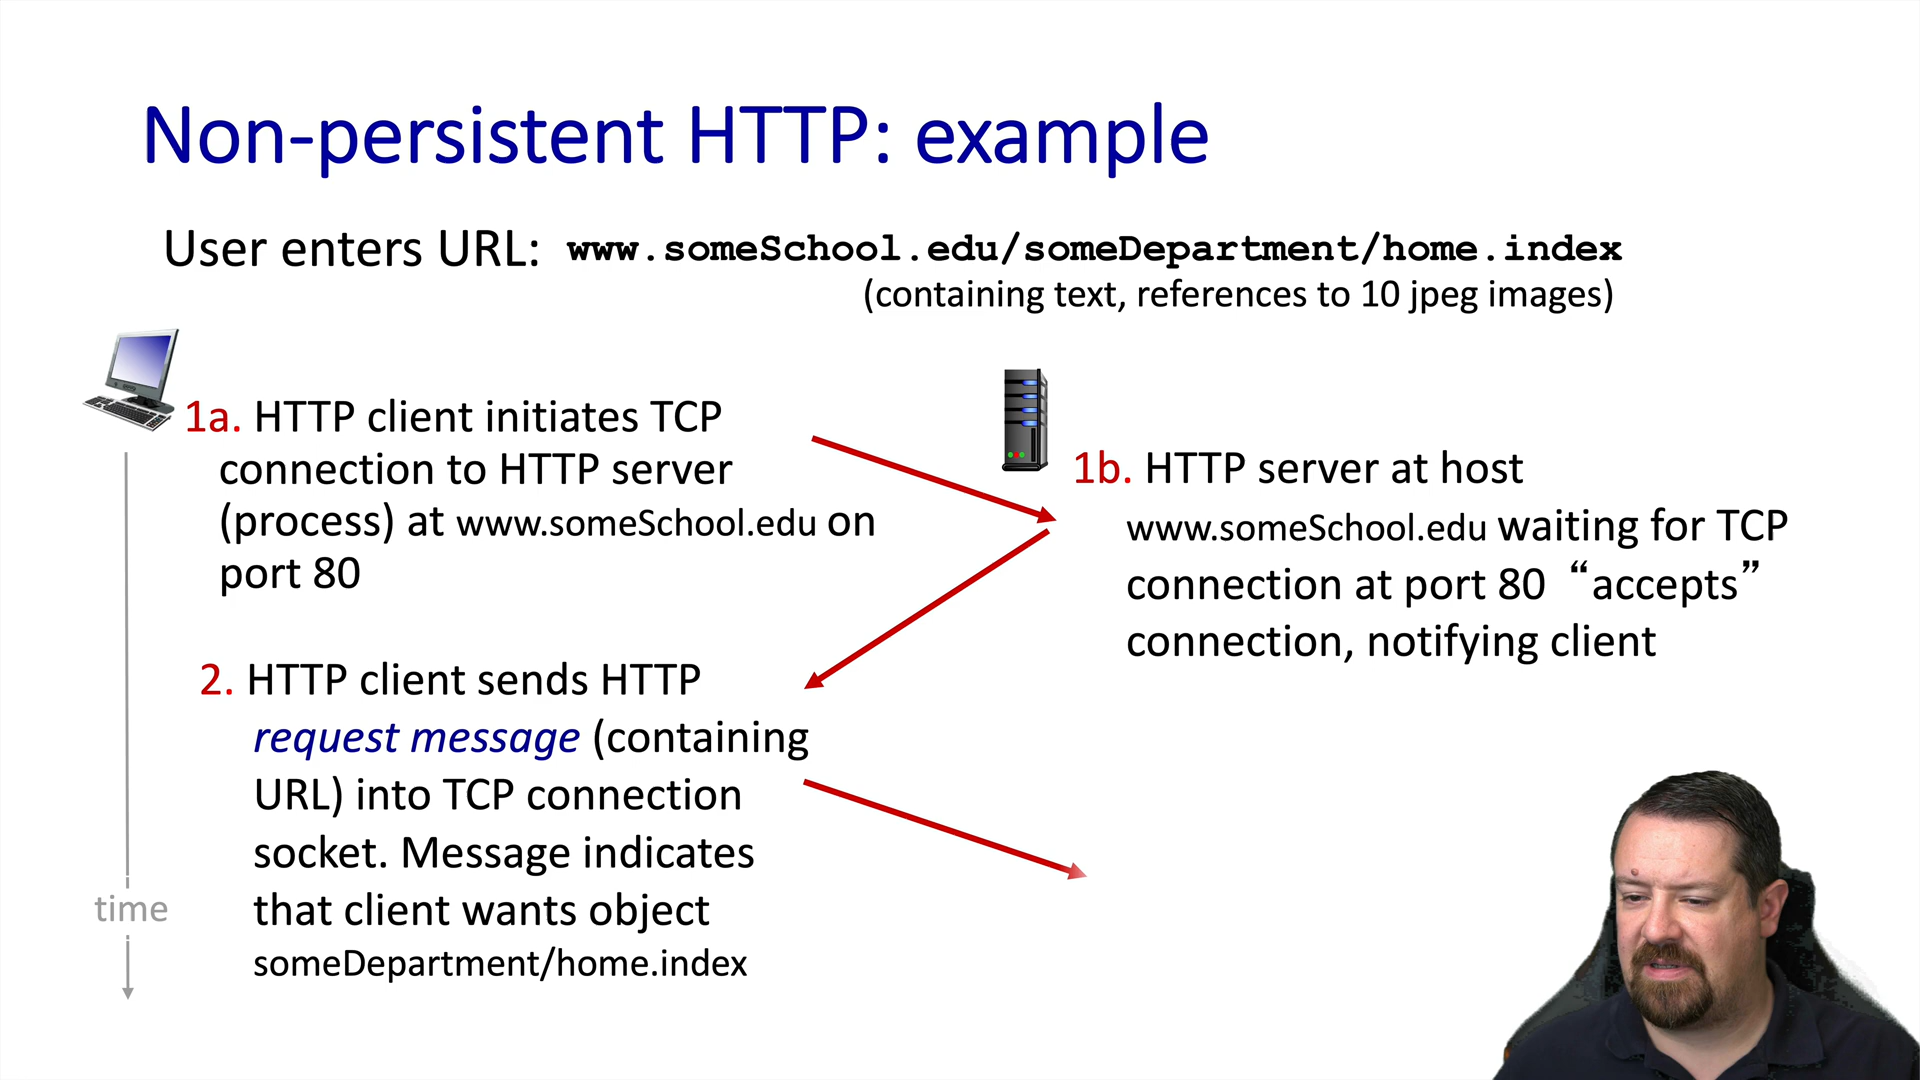 Non-persistent HTTP: example
User enters URL: www.someSchool.edu/someDepartment/home.index
(containing text, references to 10 jpeg images)
1a. HTTP client initiates TCP
connection to HTTP server
(process) at www.someSchool.edu on
port 80
1b. HTTP server at host
www.someSchool.edu waiting for TCP
connection at port 80 “accepts”
connection, notifying client
2. HTTP client sends HTTP
request message (containing
URL) into TCP connection
socket. Message indicates
that client wants object
someDepartment/home.index
time